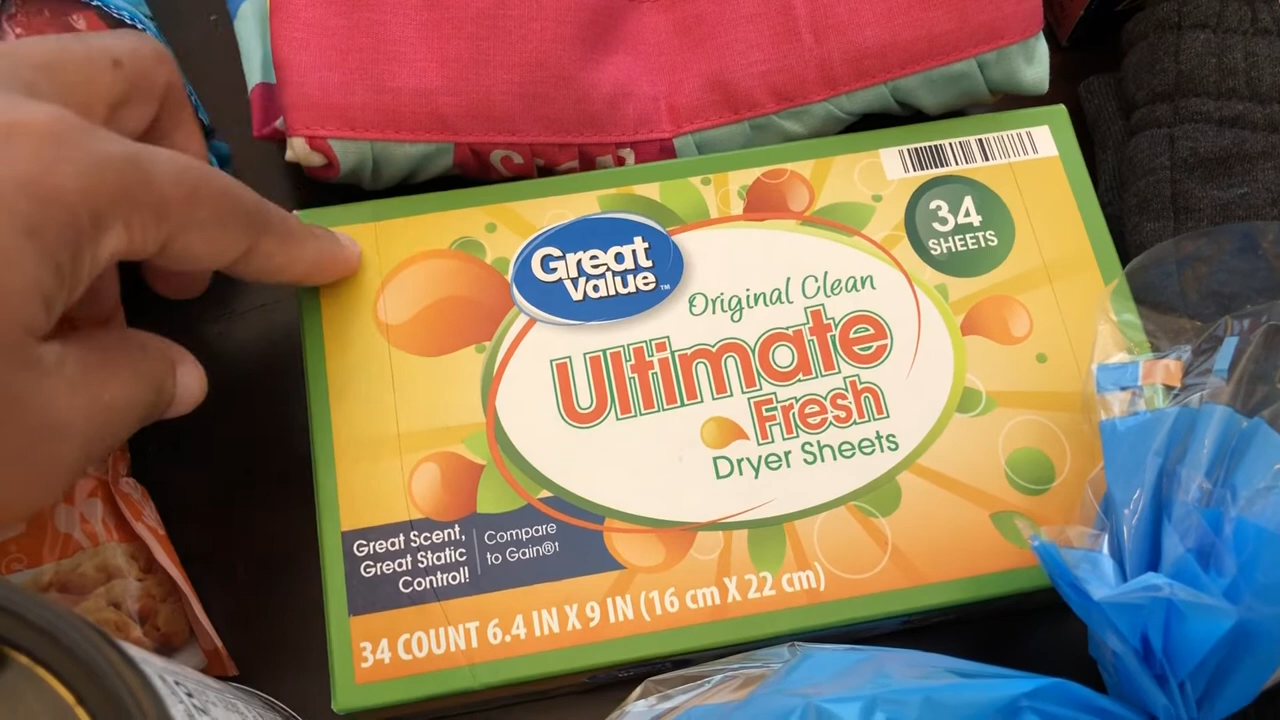 34
SHEETS
Great
Value™
Original Clean
Ultimate
Fresh
Dryer Sheets
Great Scent,
Great Static
Control!
Compare
to Gain®†
34 COUNT 6.4 IN X 9 IN (16 cm X 22 cm)